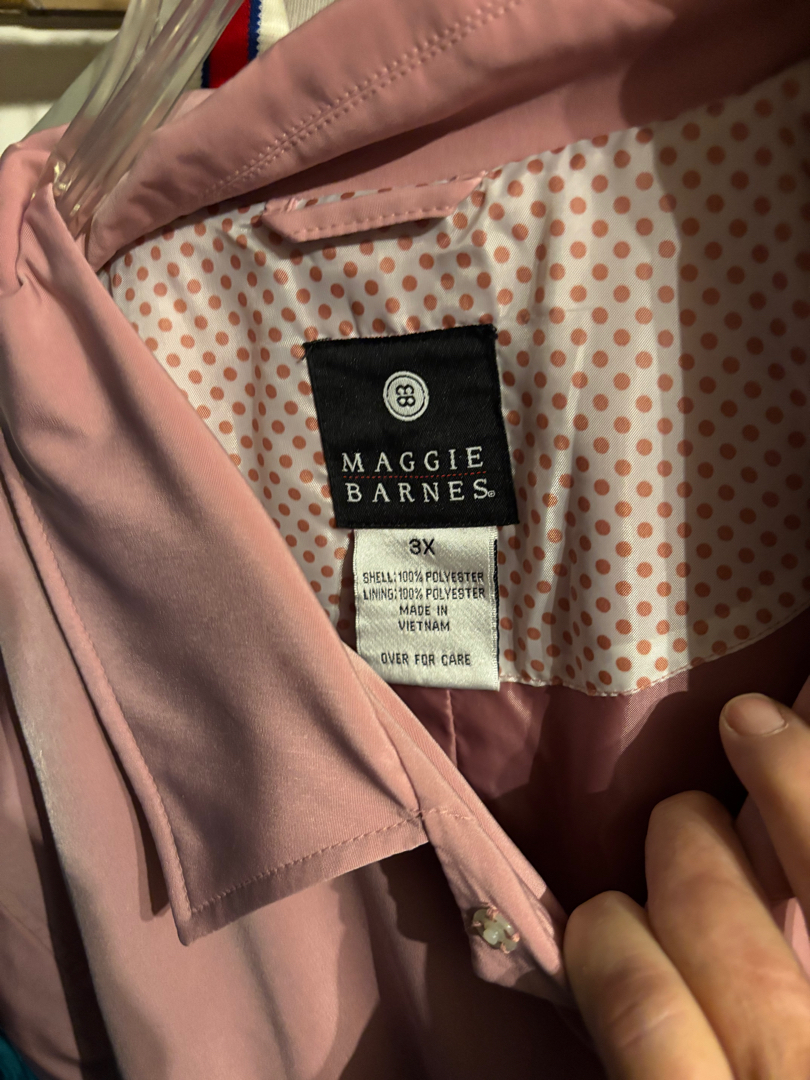 MAGGIE
BARNES®
3X
SHELL:100% POLYESTER
LINING:100% POLYESTER
MADE IN
VIETNAM
OVER FOR CARE